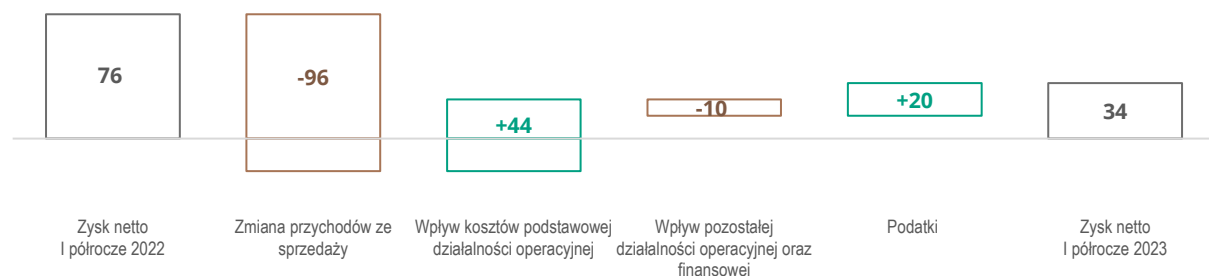 76
-96
+44
-10
+20
34
Zysk netto
I półrocze 2022
Zmiana przychodów ze
sprzedaży
Wpływ kosztów podstawowej
działalności operacyjnej
Wpływ pozostałej
działalności operacyjnej oraz
finansowej
Podatki
Zysk netto
I półrocze 2023